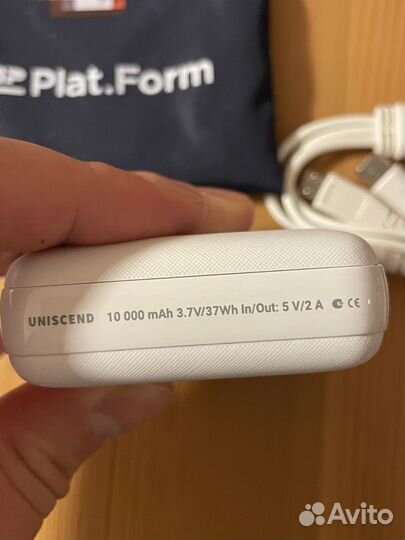 Plat.Form
UNISCEND 10 000 mAh 3.7V/37Wh In/Out: 5 V/2 A CE
Avito